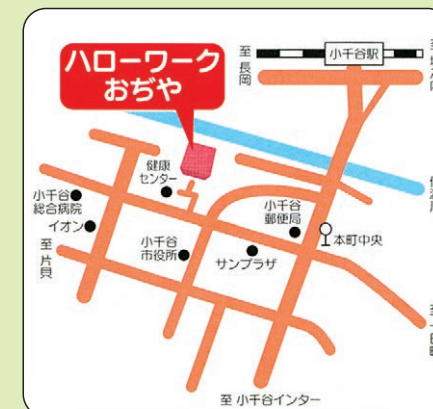 ハローワーク
おぢや
至
長
岡
小千谷駅
至
健康
センター
小千谷
総合病院
イオン
至
片
貝
小千谷
市役所
サンプラザ
小千谷
郵便局
本町中央
至
至 小千谷インター